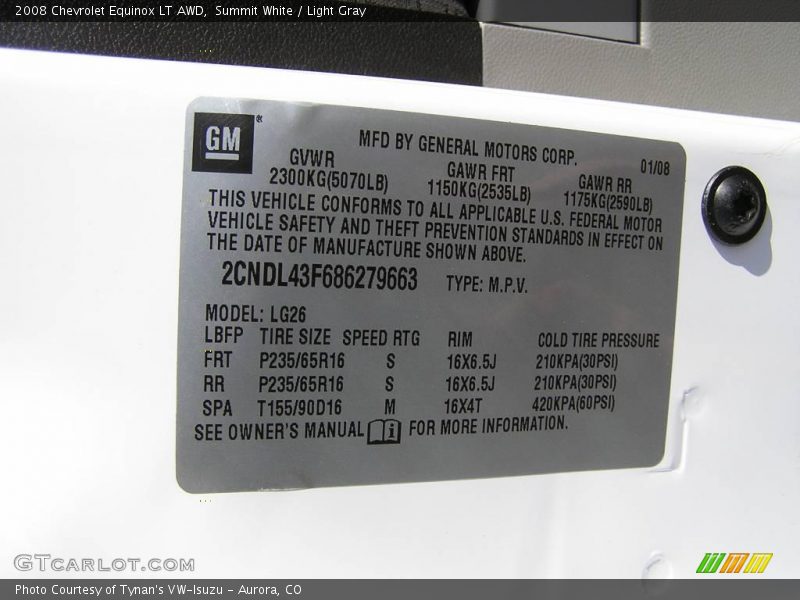 2008 Chevrolet Equinox LT AWD, Summit White / Light Gray
GM®
MFD BY GENERAL MOTORS CORP. 01/08
GVWR GAWR FRT GAWR RR
2300KG(5070LB) 1150KG(2535LB) 1175KG(2590LB)
THIS VEHICLE CONFORMS TO ALL APPLICABLE U.S. FEDERAL MOTOR
VEHICLE SAFETY AND THEFT PREVENTION STANDARDS IN EFFECT ON
THE DATE OF MANUFACTURE SHOWN ABOVE.
2CNDL43F686279663 TYPE: M.P.V.
MODEL: LG26
LBFP TIRE SIZE SPEED RTG RIM COLD TIRE PRESSURE
FRT P235/65R16 S 16X6.5J 210KPA(30PSI)
RR P235/65R16 S 16X6.5J 210KPA(30PSI)
SPA T155/90D16 M 16X4T 420KPA(60PSI)
SEE OWNER'S MANUAL i FOR MORE INFORMATION.
GTCARLOT.COM
Photo Courtesy of Tynan's VW-Isuzu - Aurora, CO